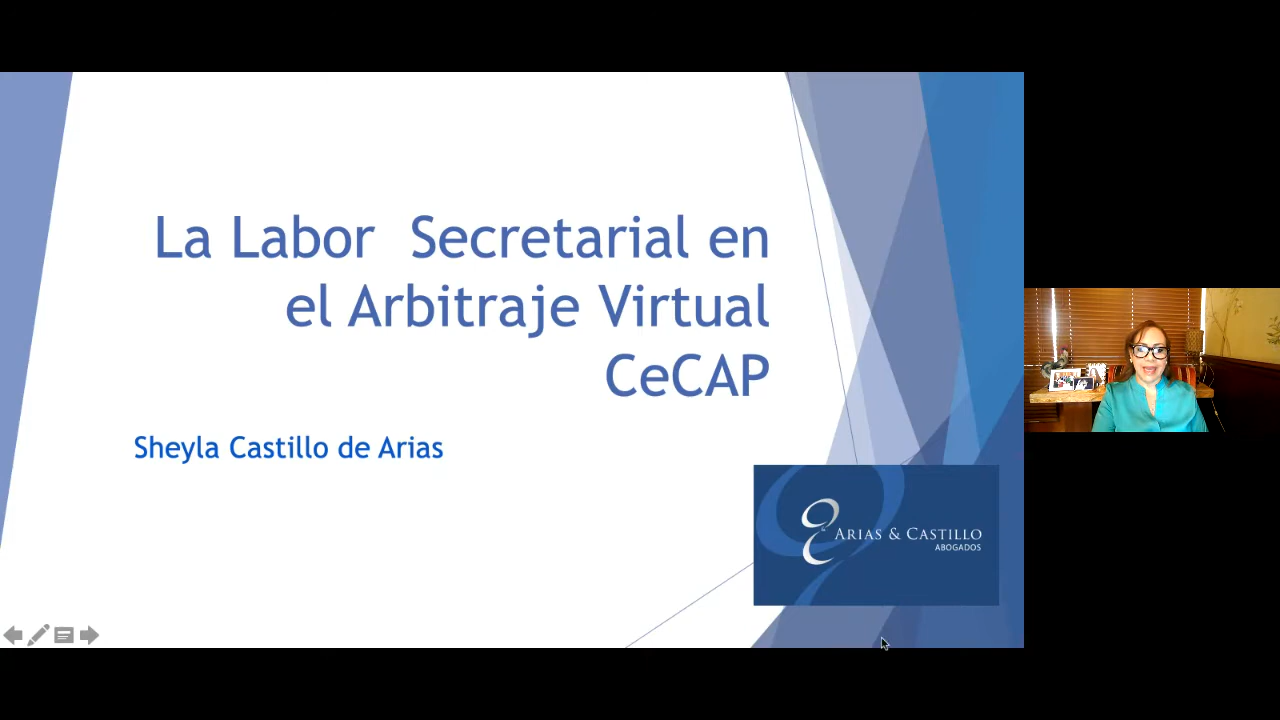 La Labor  Secretarial en
el Arbitraje Virtual
CeCAP
Sheyla Castillo de Arias
ARIAS & CASTILLO
ABOGADOS